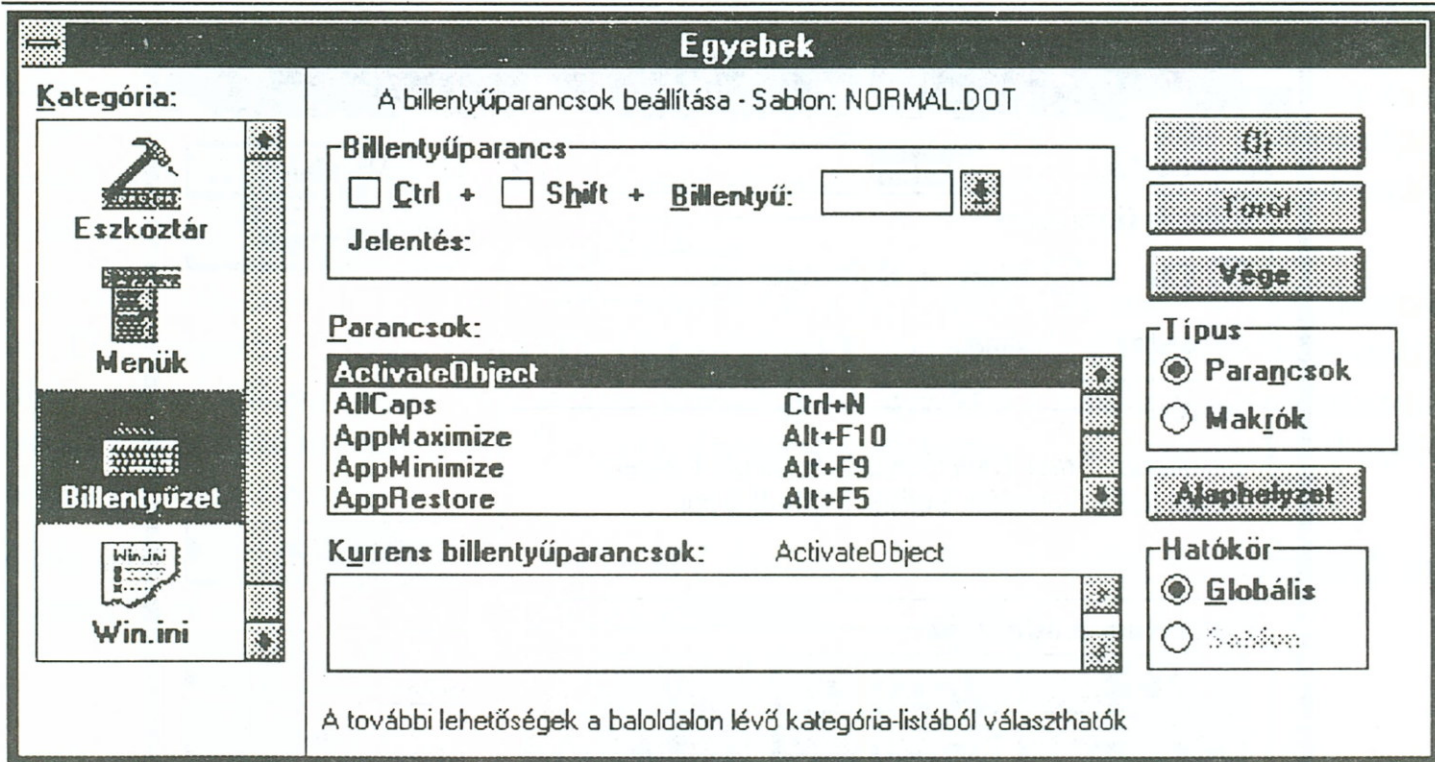 Egyebek
Kategória:
Eszköztár
Menük
Billentyűzet
Win.ini
Win.ini
A billentyűparancsok beállítása - Sablon: NORMAL.DOT
Billentyűparancs
Ctrl + Shift + Billentyű:
Jelentés:
Parancsok:
ActivateObject
AllCaps Ctrl+N
AppMaximize Alt+F10
AppMinimize Alt+F9
AppRestore Alt+F5
Kurrens billentyűparancsok: ActivateObject
A további lehetőségek a baloldalon lévő kategória-listából választhatók
Új
Töröl
Vége
Típus
Parancsok
Makrók
Alaphelyzet
Hatókör
Globális
Sablon